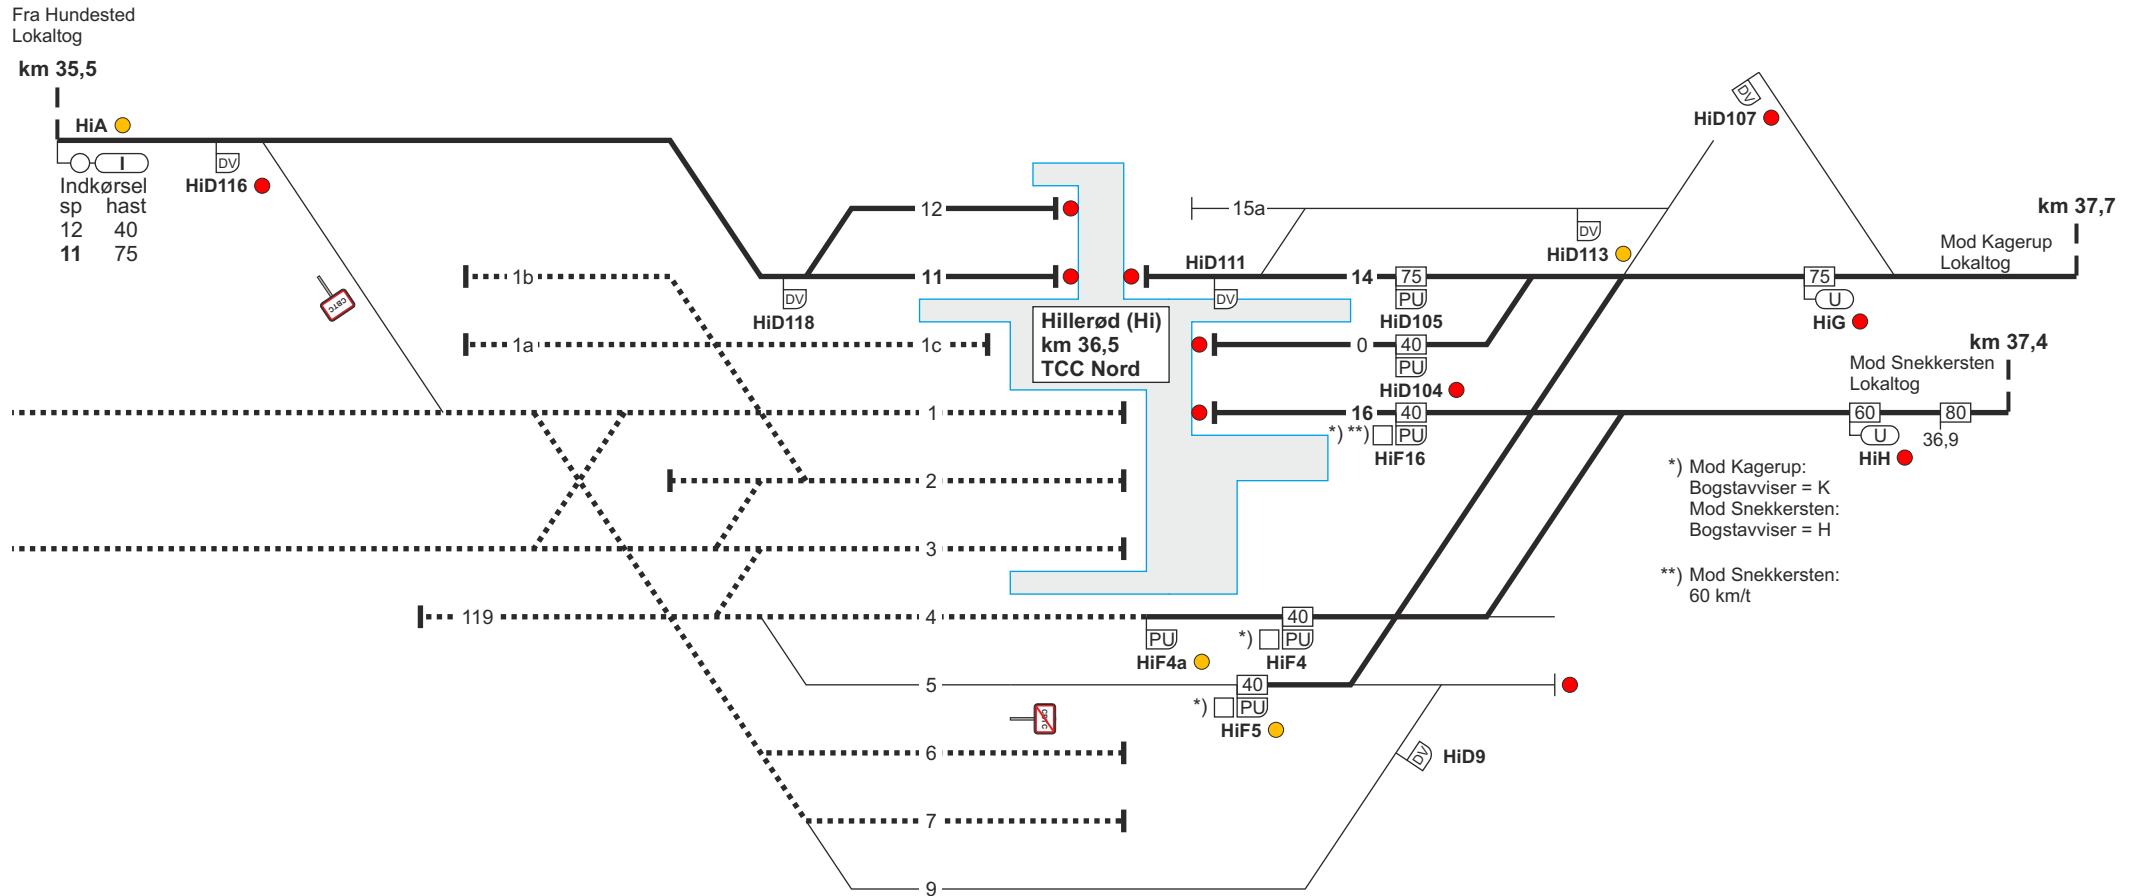 Fra Hundested
Lokaltog
km 35,5
HiA
I
Indkørsel
sp hast
12 40
11 75
DV
HiD116
CBTC
12
11
DV
HiD118
1b
1a
1c
1
2
3
119
4
5
6
7
9
Hillerød (Hi)
km 36,5
TCC Nord
15a
DV
HiD113
DV
HiD107
HiD111
DV
14
75
PU
HiD105
0
40
PU
HiD104
16
40
*) **)
PU
HiF16
km 37,7
Mod Kagerup
Lokaltog
75
U
HiG
km 37,4
Mod Snekkersten
Lokaltog
60
80
U
36,9
HiH
*) Mod Kagerup:
Bogstavviser = K
Mod Snekkersten:
Bogstavviser = H
**) Mod Snekkersten:
60 km/t
PU
HiF4a
40
*)
PU
HiF4
40
*)
PU
HiF5
CBTC
DV
HiD9